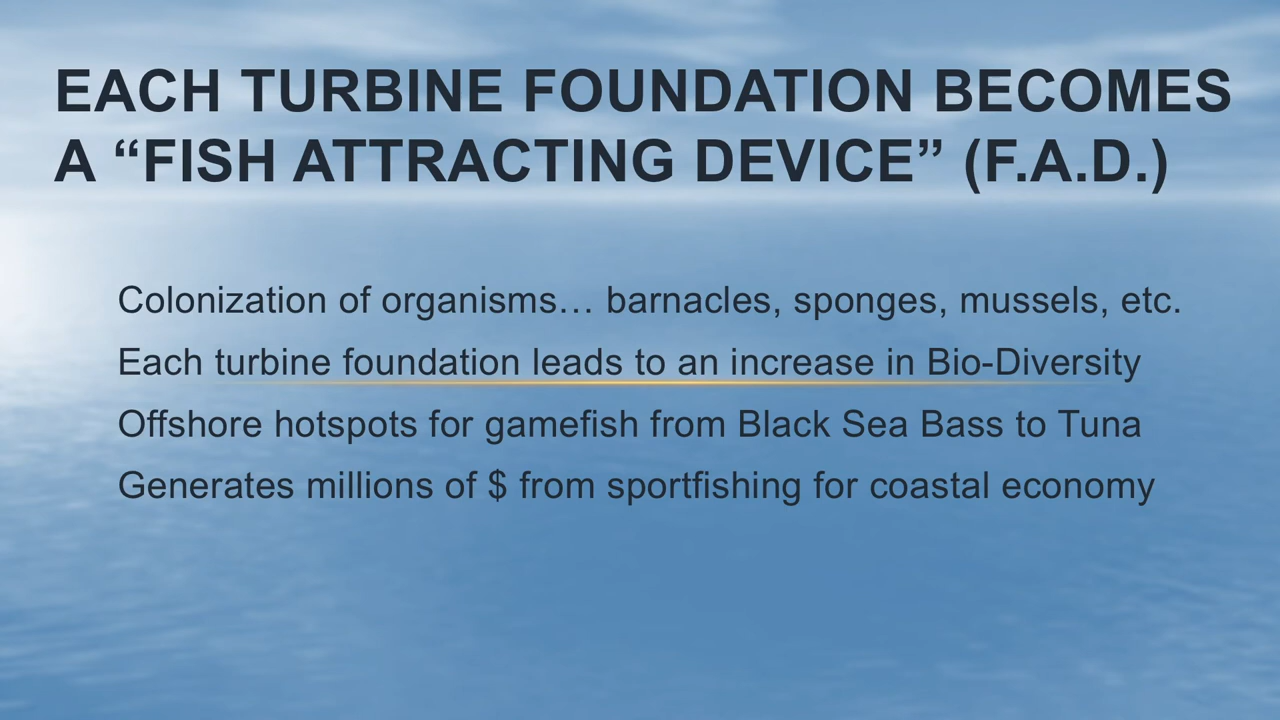 EACH TURBINE FOUNDATION BECOMES
A “FISH ATTRACTING DEVICE” (F.A.D.)
Colonization of organisms… barnacles, sponges, mussels, etc.
Each turbine foundation leads to an increase in Bio-Diversity
Offshore hotspots for gamefish from Black Sea Bass to Tuna
Generates millions of $ from sportfishing for coastal economy